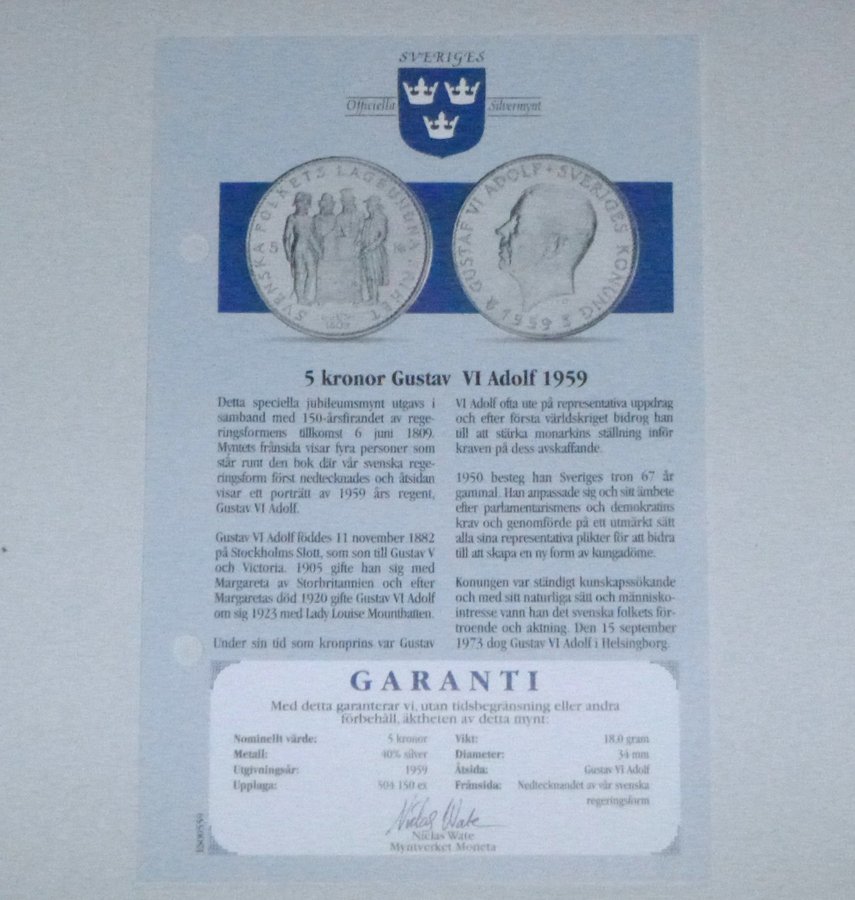 SVERIGES
Officiella Silvermynt
SVENSKA FOLKETS LAGBUNDNA FRIHET
5 KR
1809
GUSTAF VI ADOLF · SVERIGES KONUNG
1959
5 kronor Gustav VI Adolf 1959
Detta speciella jubileumsmynt utgavs i
samband med 150-årsfirandet av rege-
ringsformens tillkomst 6 juni 1809.
Myntets frånsida visar fyra personer som
står runt den bok där vår svenska rege-
ringsform först nedtecknades och åtsidan
visar ett porträtt av 1959 års regent,
Gustav VI Adolf.
Gustav VI Adolf föddes 11 november 1882
på Stockholms Slott, som son till Gustav V
och Victoria. 1905 gifte han sig med
Margareta av Storbritannien och efter
Margaretas död 1920 gifte Gustav VI Adolf
om sig 1923 med Lady Louise Mountbatten.
Under sin tid som kronprins var Gustav
VI Adolf ofta ute på representativa uppdrag
och efter första världskriget bidrog han
till att stärka monarkins ställning inför
kraven på dess avskaffande.
1950 besteg han Sveriges tron 67 år
gammal. Han anpassade sig och sitt ämbete
efter parlamentarismens och demokratins
krav och genomförde på ett utmärkt sätt
alla sina representativa plikter för att bidra
till att skapa en ny form av kungadöme.
Konungen var ständigt kunskapssökande
och med sitt naturliga sätt och människo-
intresse vann han det svenska folkets för-
troende och aktning. Den 15 september
1973 dog Gustav VI Adolf i Helsingborg.
GARANTI
Med detta garanterar vi, utan tidsbegränsning eller andra
förbehåll, äktheten av detta mynt:
Nominellt värde: 5 kronor
Metall: 40% silver
Utgivningsår: 1959
Upplaga: 504 150 ex
Vikt: 18.0 gram
Diameter: 34 mm
Åtsida: Gustav VI Adolf
Frånsida: Nedtecknandet av vår svenska
regeringsform
Niclas Wate
Niclas Wate
Myntverket Moneta